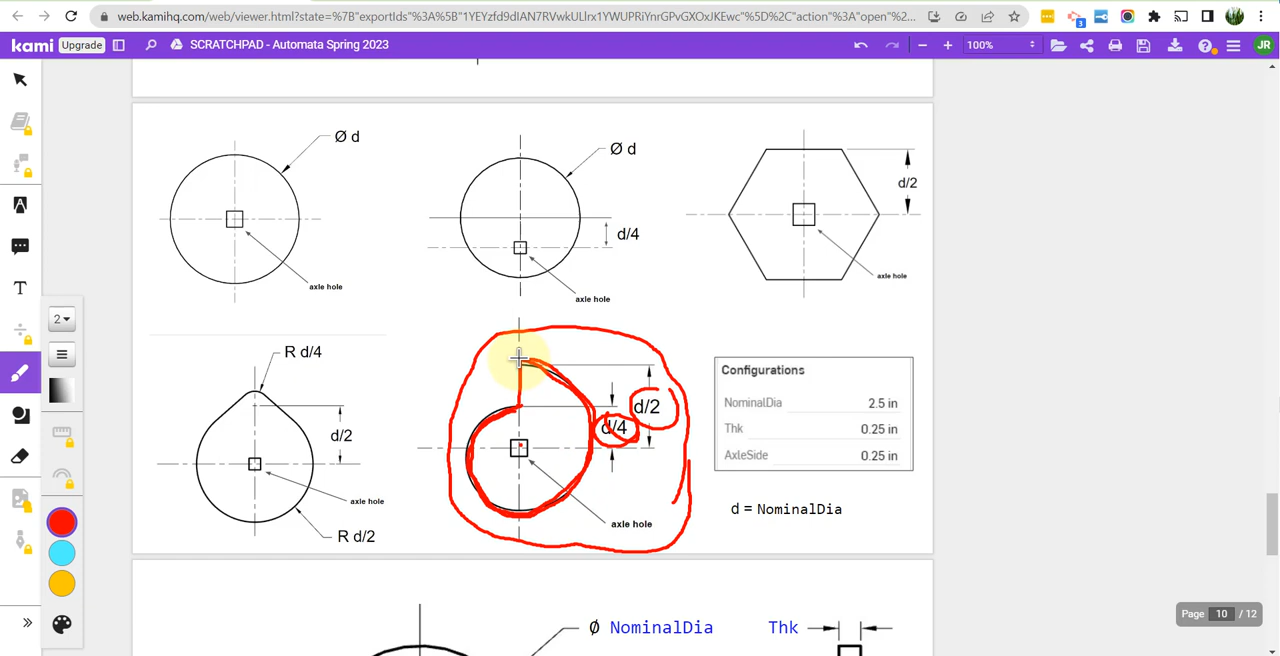 web.kamihq.com/web/viewer.html?state=%7B"exportIds"%3A%5B"1YEYzfd9dIAN7RVwkULlrx1YWUPRiYnrGPvGXOxJKEwc"%5D%2C"action"%3A"open"%2C"...
3
kami Upgrade SCRATCHPAD - Automata Spring 2023 100% JR
Ø d
Ø d
d/2
d/4
axle hole
axle hole
axle hole
2
R d/4
d/2
d/2
d/4
Configurations
NominalDia 2.5 in
Thk 0.25 in
AxleSide 0.25 in
axle hole
axle hole
R d/2
d = NominalDia
Page 10 / 12
Ø NominalDia Thk